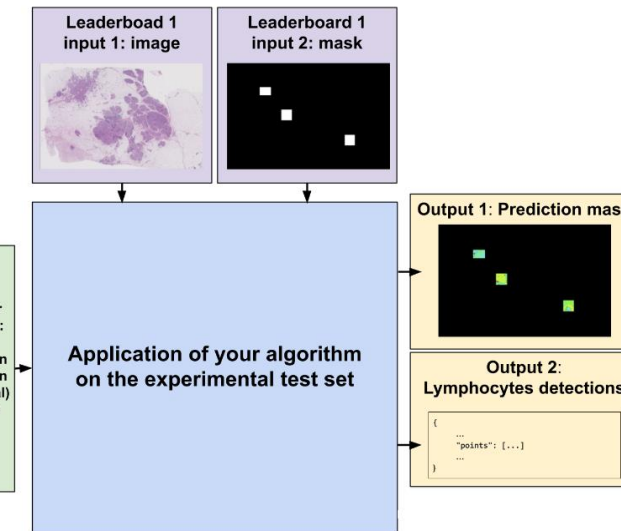 Leaderboad 1
input 1: image
Leaderboard 1
input 2: mask
Output 1: Prediction mas
:
n
n
l)
Application of your algorithm
on the experimental test set
Output 2:
Lymphocytes detections
{
...
"points": [...]
...
}